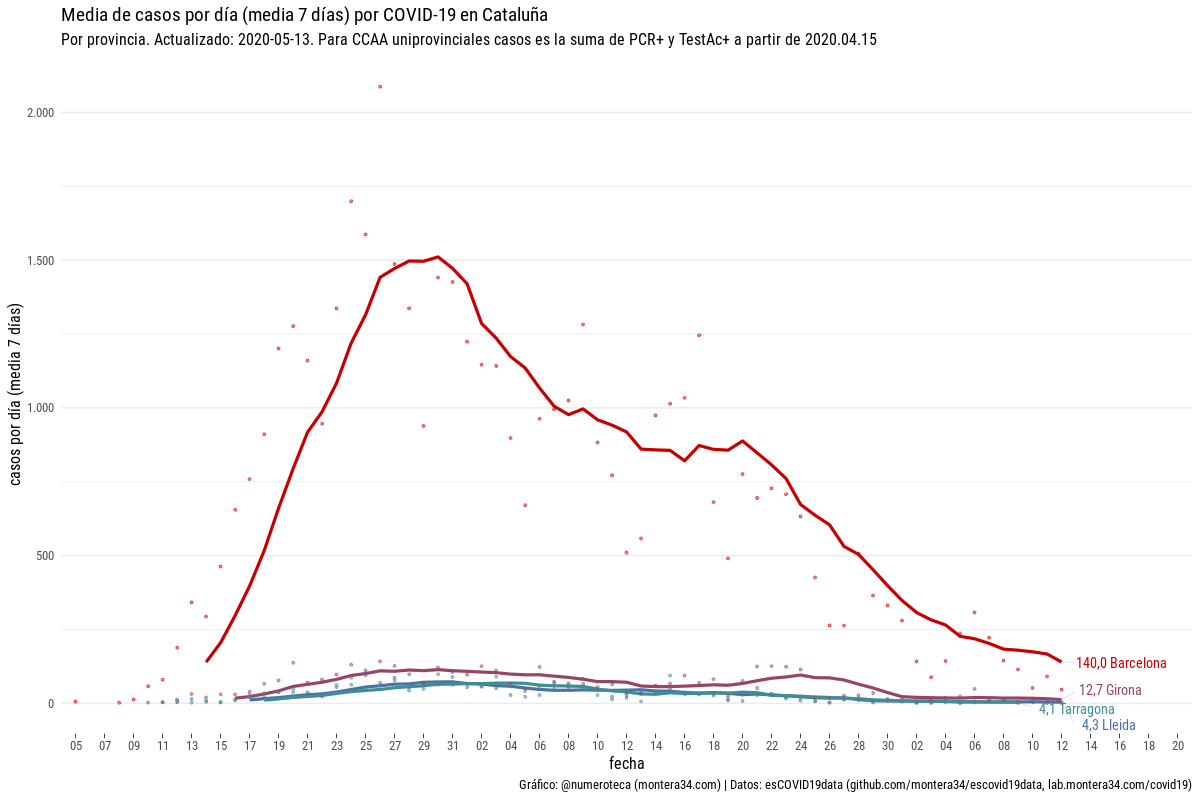 Media de casos por día (media 7 días) por COVID-19 en Cataluña
Por provincia. Actualizado: 2020-05-13. Para CCAA uniprovinciales casos es la suma de PCR+ y TestAc+ a partir de 2020.04.15
casos por día (media 7 días)
2.000
1.500
1.000
500
0
140,0 Barcelona
12,7 Girona
4,1 Tarragona
4,3 Lleida
05 07 09 11 13 15 17 19 21 23 25 27 29 31 02 04 06 08 10 12 14 16 18 20 22 24 26 28 30 02 04 06 08 10 12 14 16 18 20
fecha
Gráfico: @numeroteca (montera34.com) | Datos: esCOVID19data (github.com/montera34/escovid19data, lab.montera34.com/covid19)